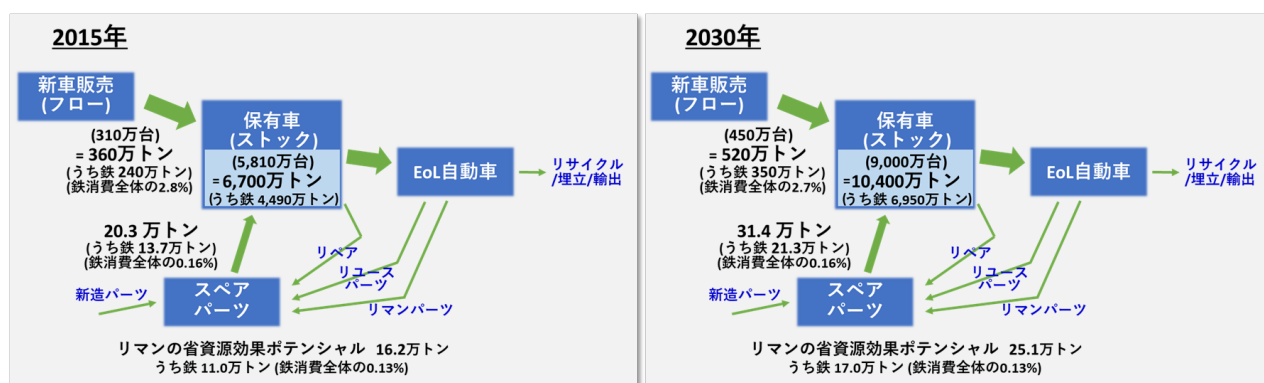 2015年
新車販売
(フロー)
(310万台)
= 360万トン
(うち鉄 240万トン)
(鉄消費全体の2.8%)
保有車
(ストック)
(5,810万台)
=6,700万トン
(うち鉄 4,490万トン)
EoL自動車
リサイクル
/埋立/輸出
20.3 万トン
(うち鉄 13.7万トン)
(鉄消費全体の0.16%)
リペア
リユース
パーツ
リマンパーツ
新造パーツ
スペア
パーツ
リマンの省資源効果ポテンシャル 16.2万トン
うち鉄 11.0万トン (鉄消費全体の0.13%)
2030年
新車販売
(フロー)
(450万台)
= 520万トン
(うち鉄 350万トン)
(鉄消費全体の2.7%)
保有車
(ストック)
(9,000万台)
=10,400万トン
(うち鉄 6,950万トン)
EoL自動車
リサイクル
/埋立/輸出
31.4 万トン
(うち鉄 21.3万トン)
(鉄消費全体の0.16%)
リペア
リユース
パーツ
リマンパーツ
新造パーツ
スペア
パーツ
リマンの省資源効果ポテンシャル 25.1万トン
うち鉄 17.0万トン (鉄消費全体の0.13%)